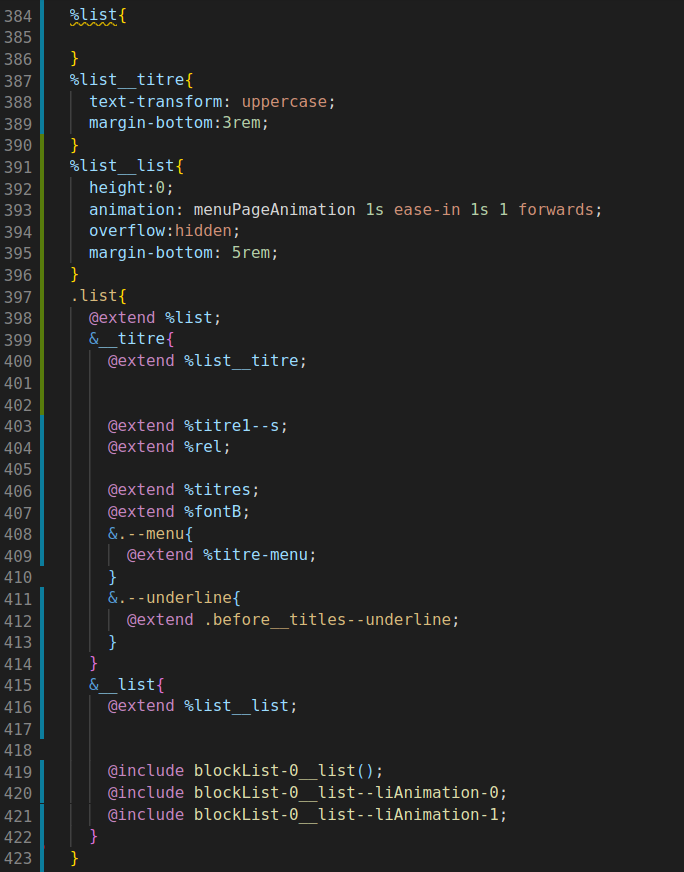 384 %list{
385
386 }
387 %list__titre{
388 text-transform: uppercase;
389 margin-bottom:3rem;
390 }
391 %list__list{
392 height:0;
393 animation: menuPageAnimation 1s ease-in 1s 1 forwards;
394 overflow:hidden;
395 margin-bottom: 5rem;
396 }
397 .list{
398 @extend %list;
399 &__titre{
400 @extend %list__titre;
401
402
403 @extend %titre1--s;
404 @extend %rel;
405
406 @extend %titres;
407 @extend %fontB;
408 &.--menu{
409 @extend %titre-menu;
410 }
411 &.--underline{
412 @extend .before__titles--underline;
413 }
414 }
415 &__list{
416 @extend %list__list;
417
418
419 @include blockList-0__list();
420 @include blockList-0__list--liAnimation-0;
421 @include blockList-0__list--liAnimation-1;
422 }
423 }